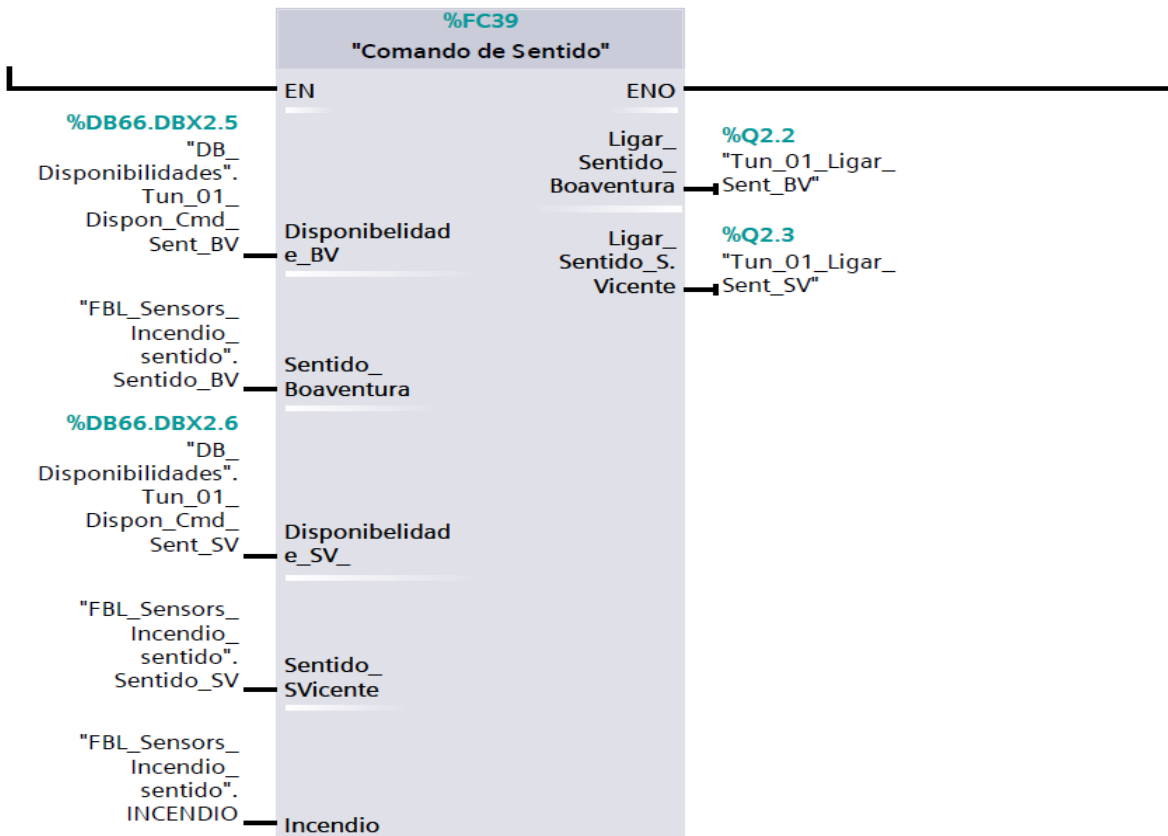 %FC39
"Comando de Sentido"
EN
ENO
%DB66.DBX2.5
"DB_
Disponibilidades".
Tun_01_
Dispon_Cmd_
Sent_BV
Disponibelidad
e_BV
"FBL_Sensors_
Incendio_
sentido".
Sentido_BV
Sentido_
Boaventura
%DB66.DBX2.6
"DB_
Disponibilidades".
Tun_01_
Dispon_Cmd_
Sent_SV
Disponibelidad
e_SV_
"FBL_Sensors_
Incendio_
sentido".
Sentido_SV
Sentido_
SVicente
"FBL_Sensors_
Incendio_
sentido".
INCENDIO
Incendio
Ligar_
Sentido_
Boaventura
%Q2.2
"Tun_01_Ligar_
Sent_BV"
Ligar_
Sentido_S.
Vicente
%Q2.3
"Tun_01_Ligar_
Sent_SV"